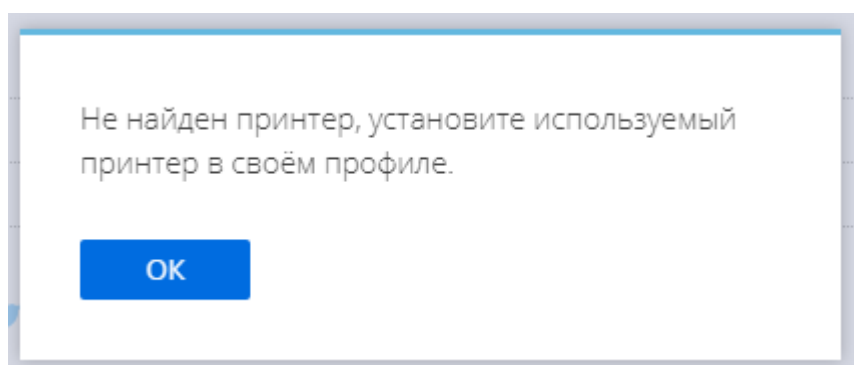 Не найден принтер, установите используемый
принтер в своём профиле.
OK